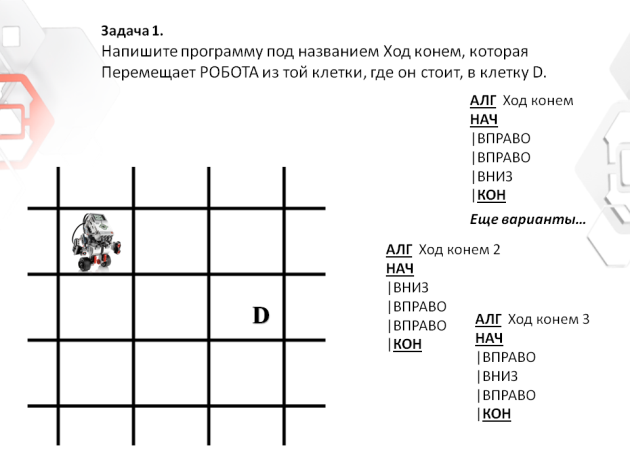 Задача 1.
Напишите программу под названием Ход конем, которая
Перемещает РОБОТА из той клетки, где он стоит, в клетку D.
АЛГ Ход конем
НАЧ
|ВПРАВО
|ВПРАВО
|ВНИЗ
|КОН
Еще варианты...
АЛГ Ход конем 2
НАЧ
|ВНИЗ
|ВПРАВО
|ВПРАВО
|КОН
АЛГ Ход конем 3
НАЧ
|ВПРАВО
|ВНИЗ
|ВПРАВО
|КОН
D